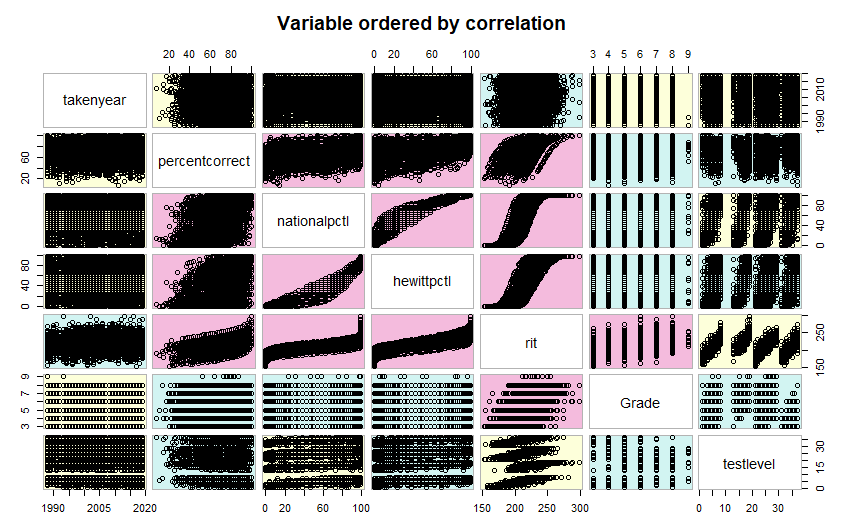 Variable ordered by correlation
20 40 60 80
0 20 60 100
3 4 5 6 7 8 9
takenyear
1990 2010
percentcorrect
20 60
nationalpctl
0 40 80
hewittpctl
0 40 80
rit
150 250
Grade
3 5 7 9
testlevel
0 15 30
1990 2005 2020
0 20 60 100
150 200 250 300
0 10 20 30